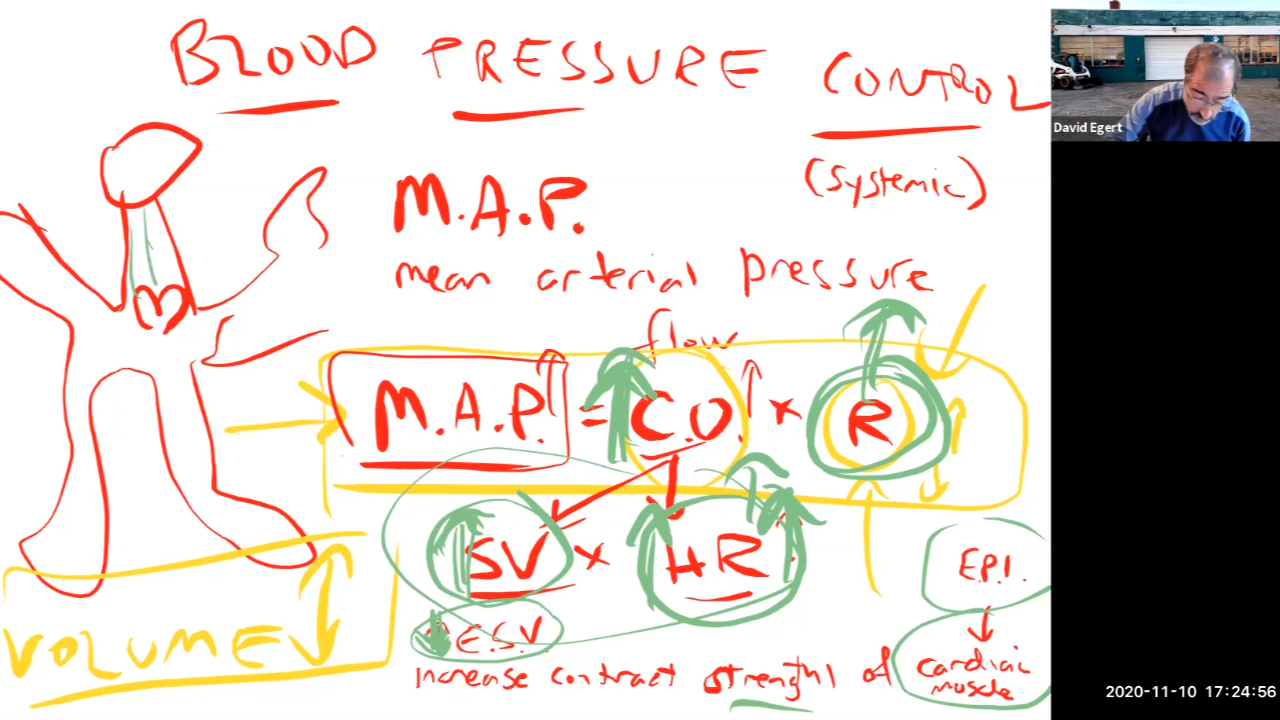 BLOOD PRESSURE CONTROL
(systemic)
M.A.P.
mean arterial pressure
flow
M.A.P. = C.O. × R
SV × HR
E.S.V
increase contract strenght of cardiac muscle
E.P.I.
VOLUME
David Egert
2020-11-10 17:24:56